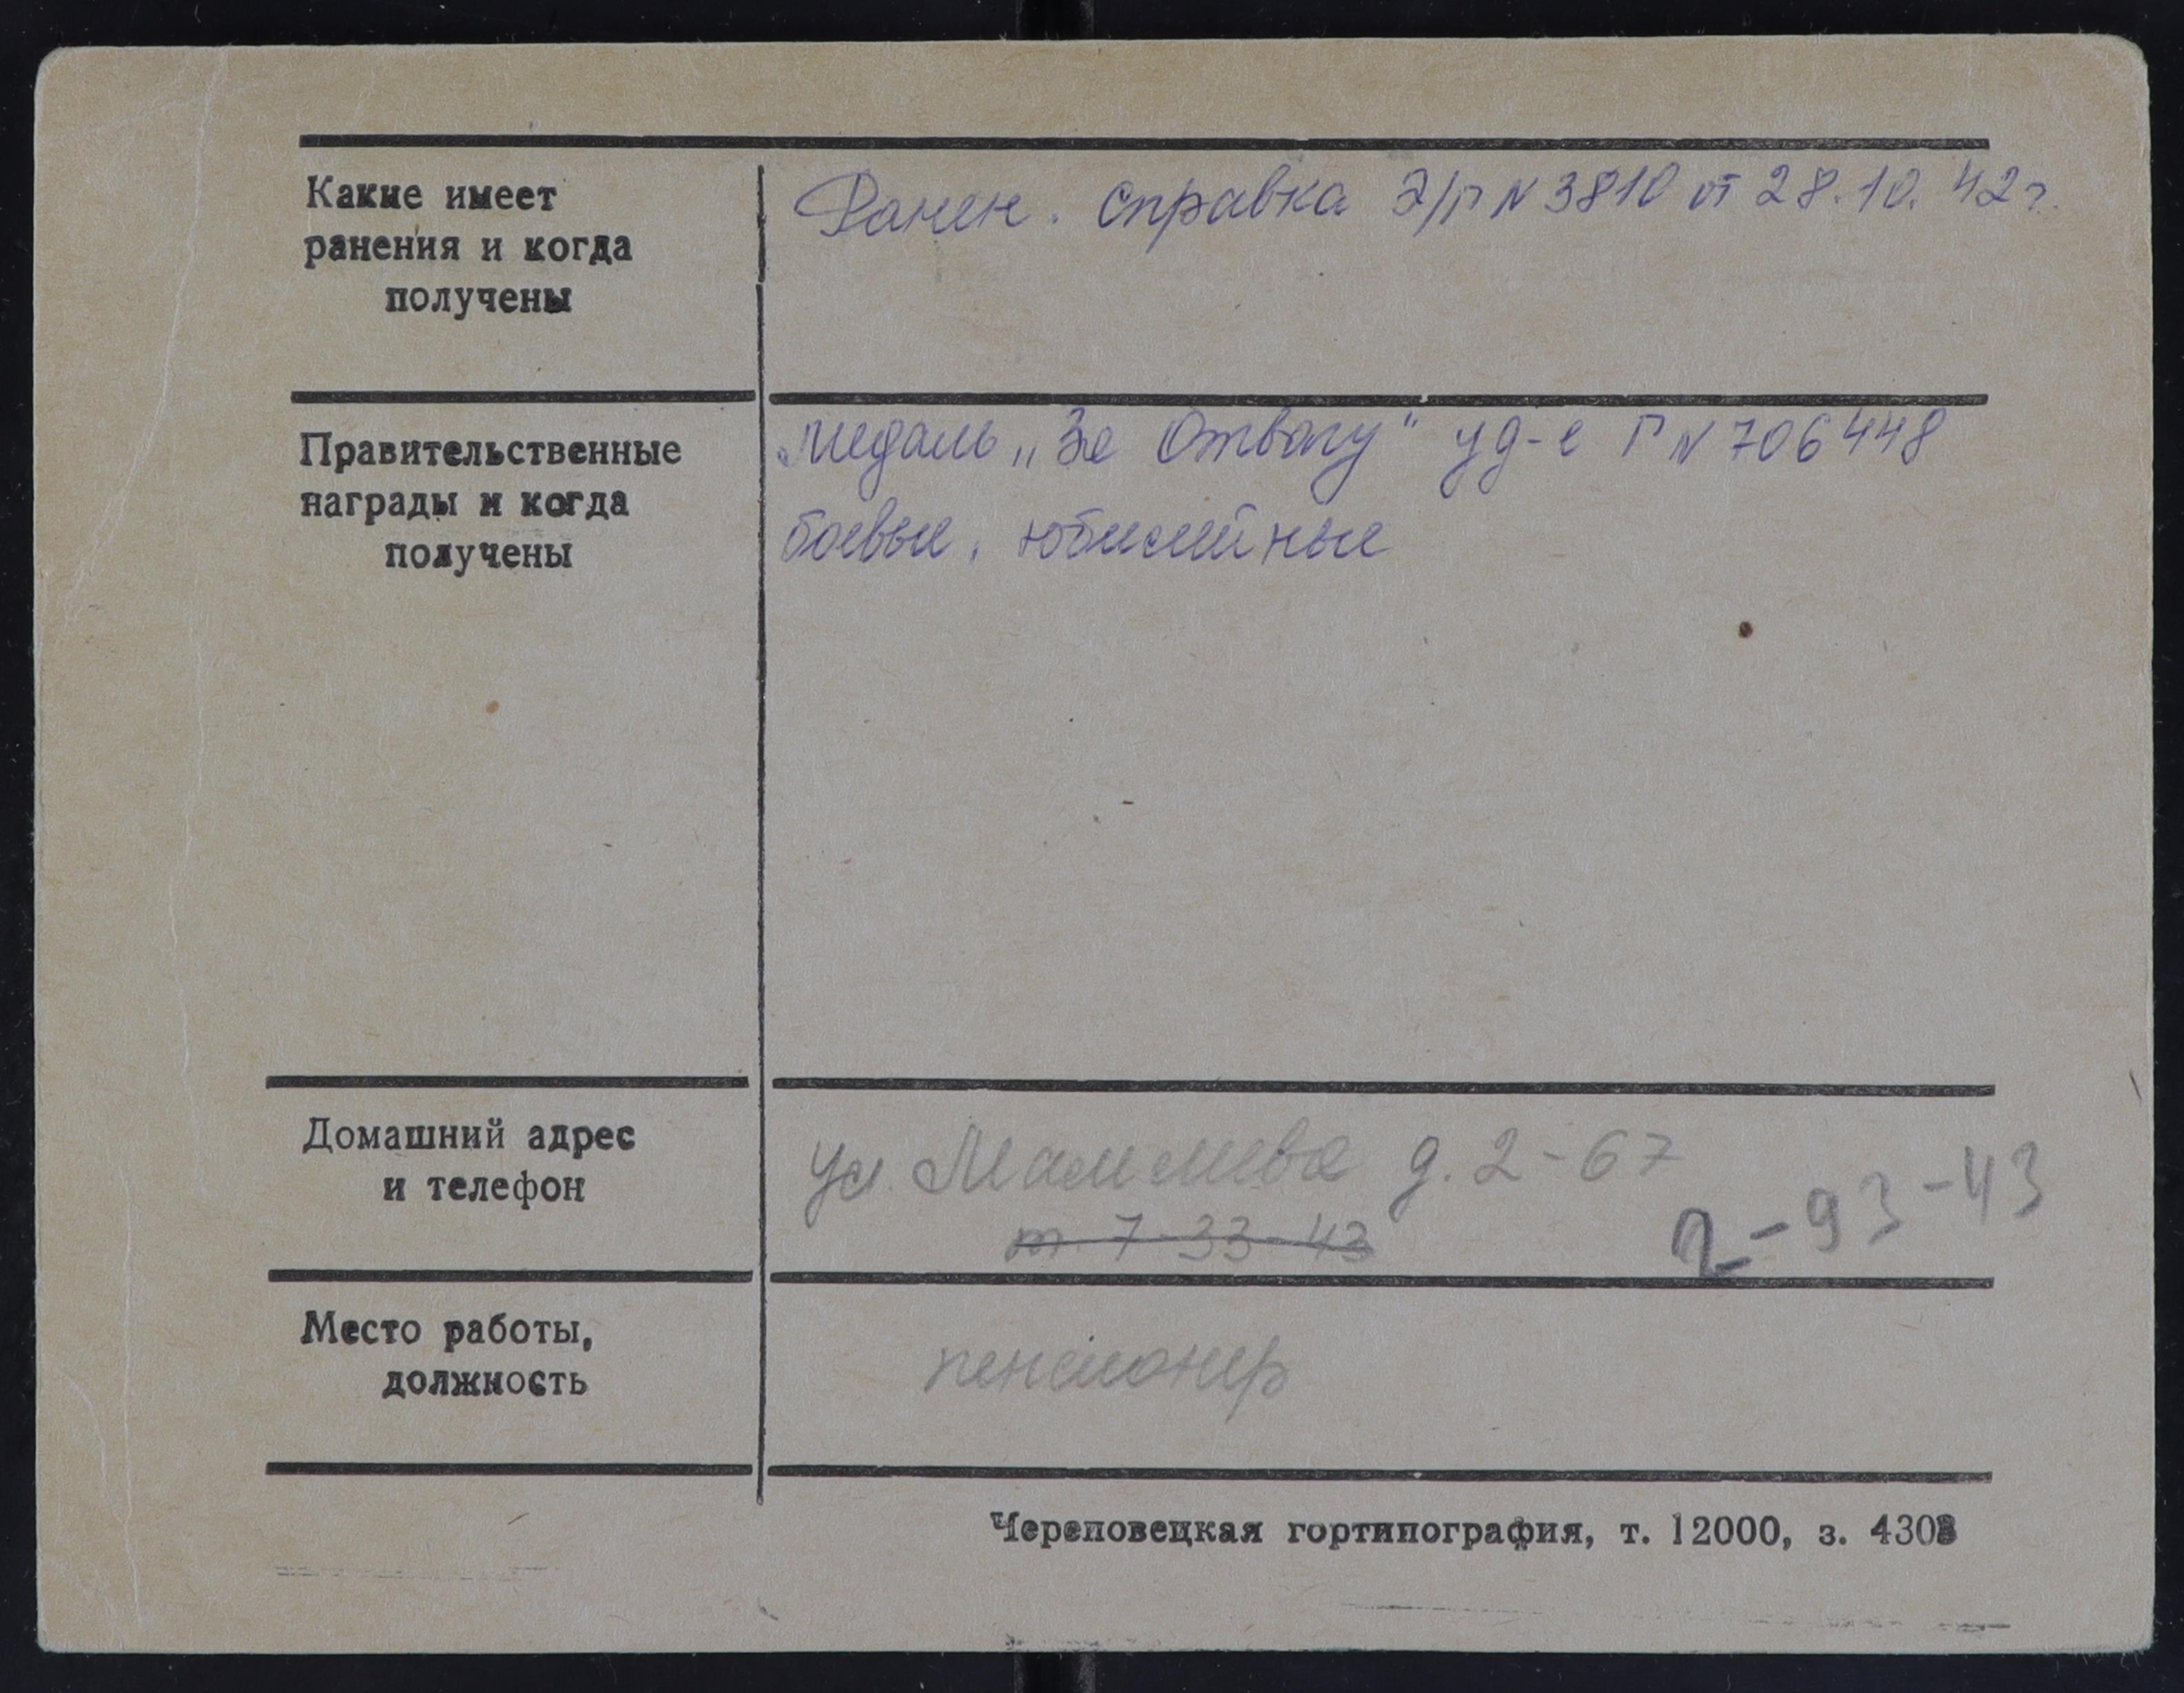 Какие имеет
ранения и когда
получены
Ранен. Справка Э/г N 3810 от 28.10.42г.
Правительственные
награды и когда
получены
Медаль „За Отвагу" уд-е Г N 706448
боевые, юбилейные
Домашний адрес
и телефон
ул. Мамлеева д. 2-67
т 7-33-43
2-93-43
Место работы,
должность
пенсионер
Череповецкая гортипография, т. 12000, з. 4303